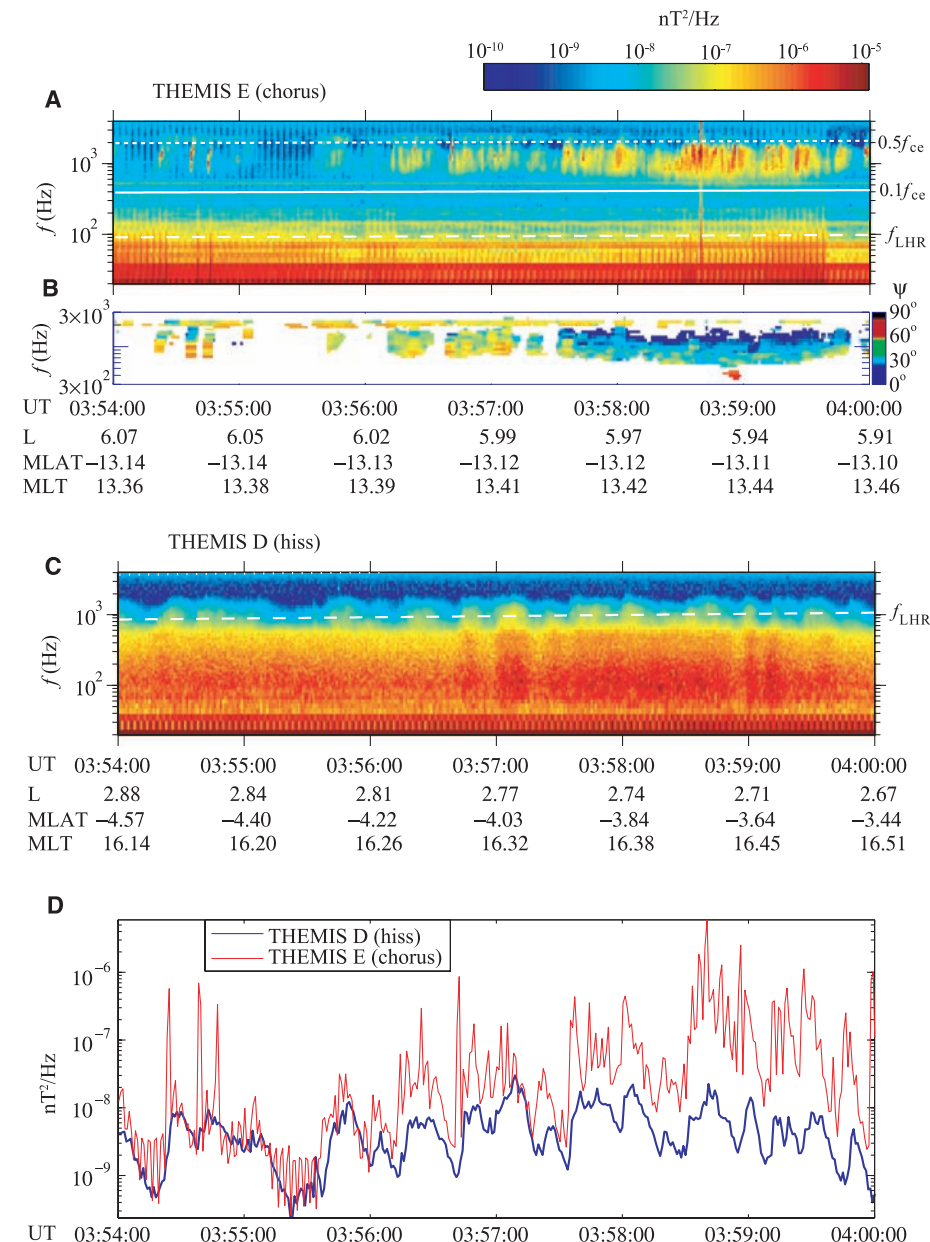 nT²/Hz
10⁻¹⁰ 10⁻⁹ 10⁻⁸ 10⁻⁷ 10⁻⁶ 10⁻⁵
A
THEMIS E (chorus)
f (Hz)
10³
10²
0.5f_ce
0.1f_ce
f_LHR
B
f (Hz)
3×10³
3×10²
ψ
90°
60°
30°
0°
UT 03:54:00 03:55:00 03:56:00 03:57:00 03:58:00 03:59:00 04:00:00
L 6.07 6.05 6.02 5.99 5.97 5.94 5.91
MLAT −13.14 −13.14 −13.13 −13.12 −13.12 −13.11 −13.10
MLT 13.36 13.38 13.39 13.41 13.42 13.44 13.46
THEMIS D (hiss)
C
f (Hz)
10³
10²
f_LHR
UT 03:54:00 03:55:00 03:56:00 03:57:00 03:58:00 03:59:00 04:00:00
L 2.88 2.84 2.81 2.77 2.74 2.71 2.67
MLAT −4.57 −4.40 −4.22 −4.03 −3.84 −3.64 −3.44
MLT 16.14 16.20 16.26 16.32 16.38 16.45 16.51
D
THEMIS D (hiss)
THEMIS E (chorus)
nT²/Hz
10⁻⁶
10⁻⁷
10⁻⁸
10⁻⁹
UT 03:54:00 03:55:00 03:56:00 03:57:00 03:58:00 03:59:00 04:00:00